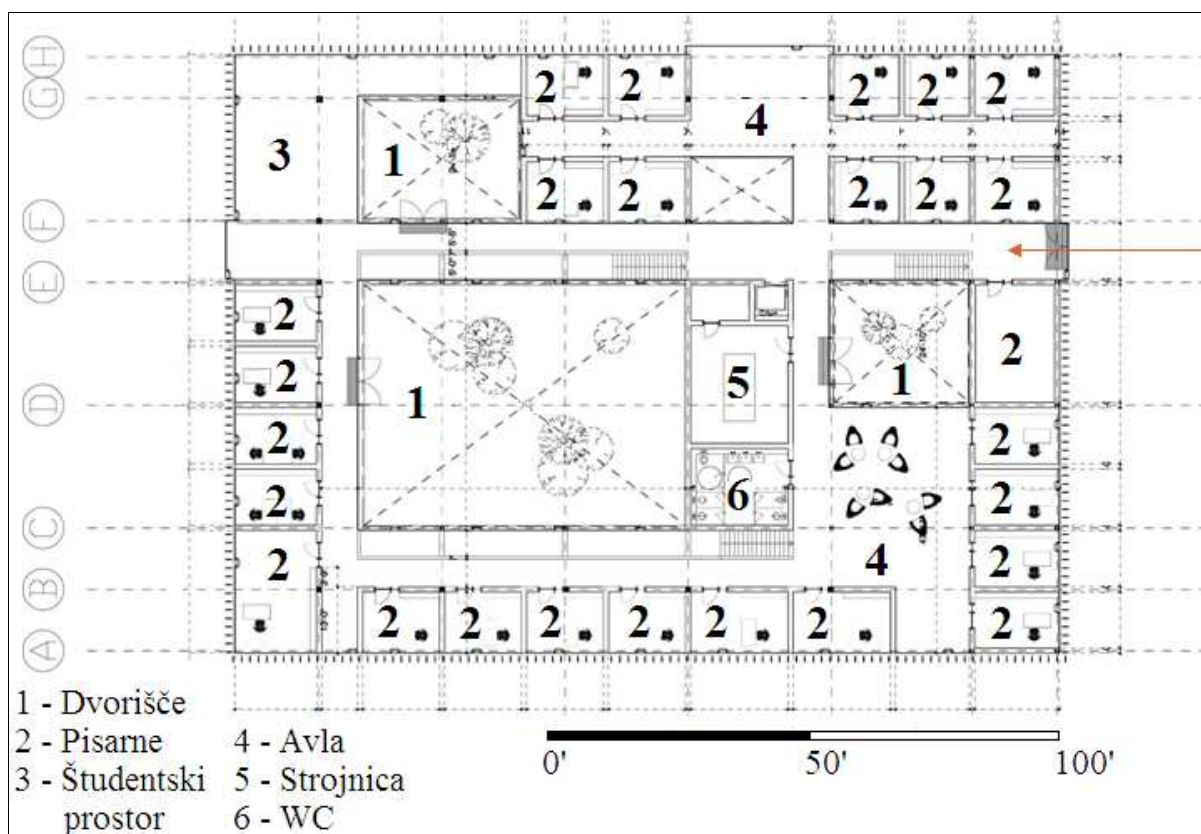 H
2 2 2 2 2
G
4
3 1
2 2 2 2 2
F
E
2
2 1 5 1 2
D
2 2
2 6 2
C
2 4 2
B
2 2 2 2 2 2 2
A
1 - Dvorišče
2 - Pisarne
3 - Študentski
prostor
4 - Avla
5 - Strojnica
6 - WC
0' 50' 100'